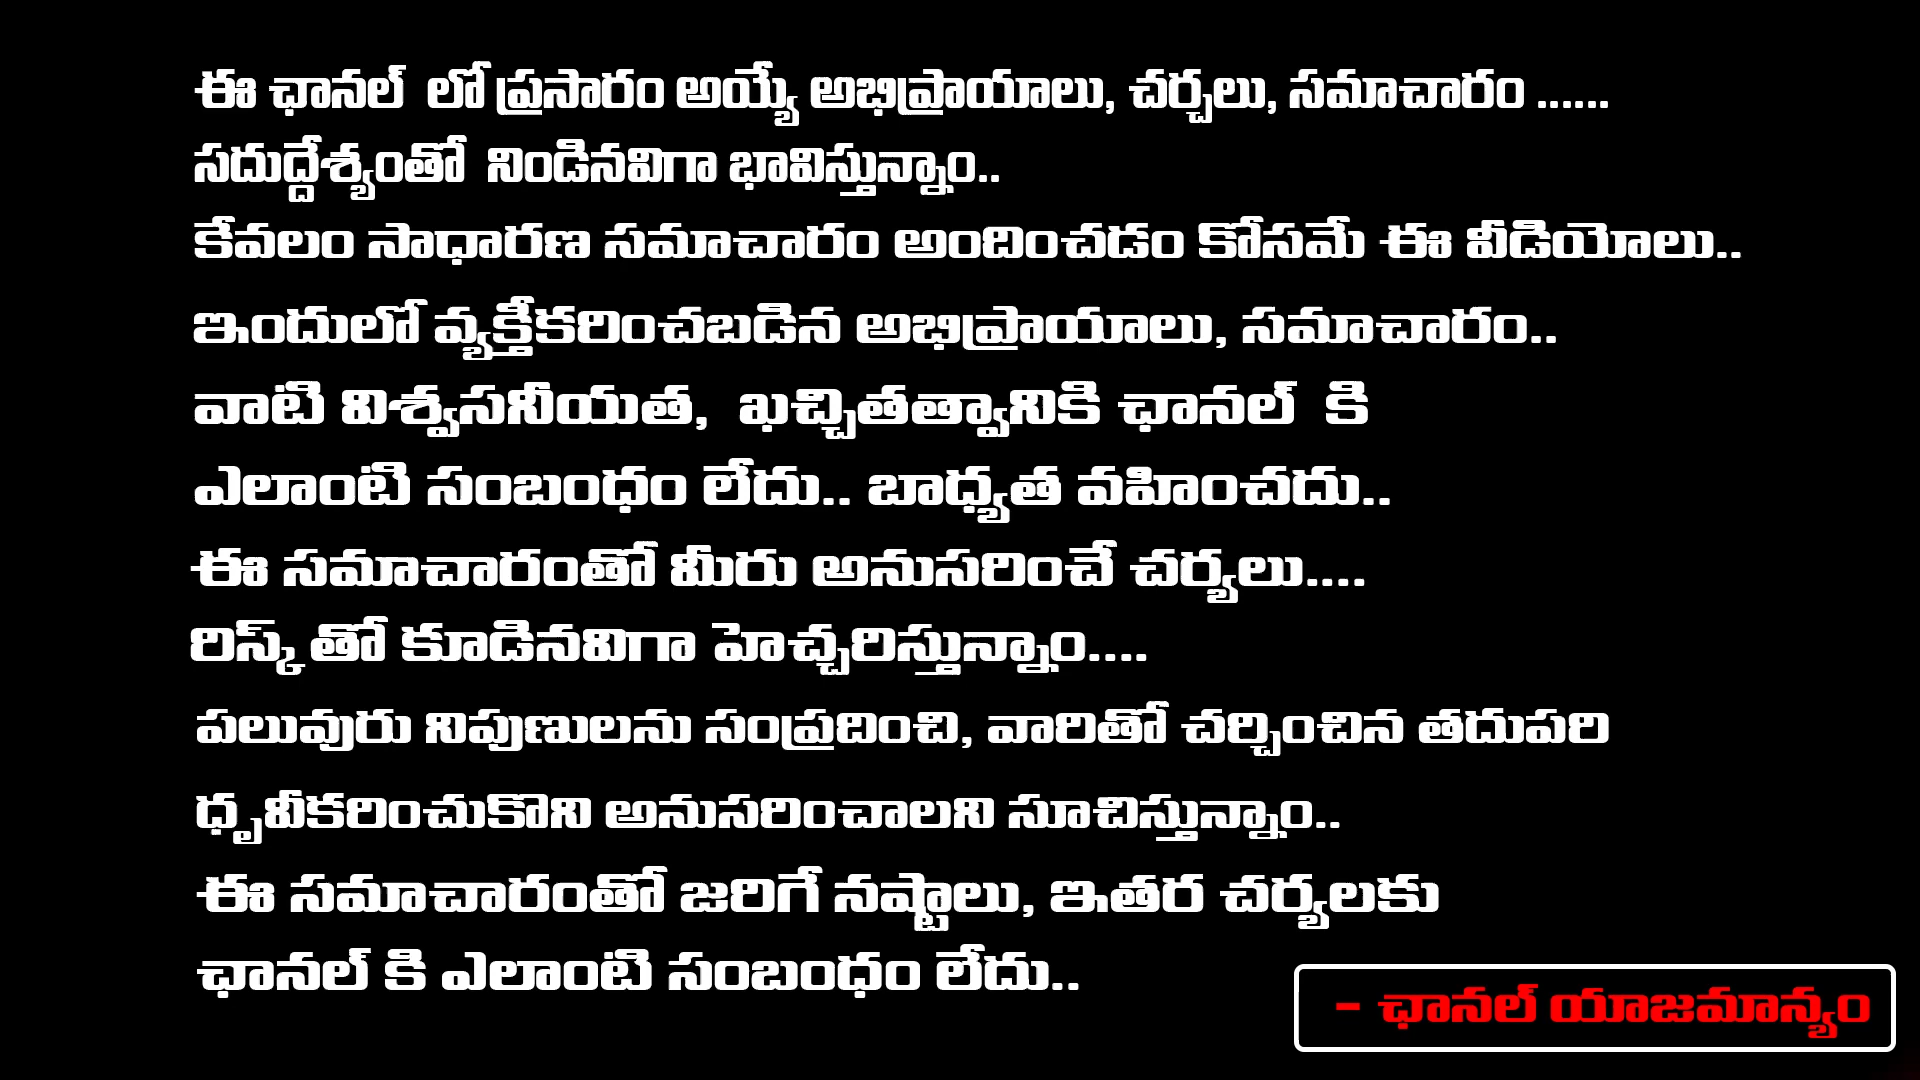 ఈ ఛానల్ లో ప్రసారం అయ్యే అభిప్రాయాలు, చర్చలు, సమాచారం ......
సదుద్దేశ్యంతో నిండినవిగా భావిస్తున్నాం..
కేవలం సాధారణ సమాచారం అందించడం కోసమే ఈ వీడియోలు..
ఇందులో వ్యక్తీకరించబడిన అభిప్రాయాలు, సమాచారం..
వాటి విశ్వసనీయత, ఖచ్చితత్వానికి ఛానల్ కి
ఎలాంటి సంబంధం లేదు.. బాధ్యత వహించదు..
ఈ సమాచారంతో మీరు అనుసరించే చర్యలు....
రిస్క్ తో కూడినవిగా హెచ్చరిస్తున్నాం....
పలువురు నిపుణులను సంప్రదించి, వారితో చర్చించిన తదుపరి
ధృవీకరించుకొని అనుసరించాలని సూచిస్తున్నాం..
ఈ సమాచారంతో జరిగే నష్టాలు, ఇతర చర్యలకు
ఛానల్ కి ఎలాంటి సంబంధం లేదు..
- ఛానల్ యాజమాన్యం